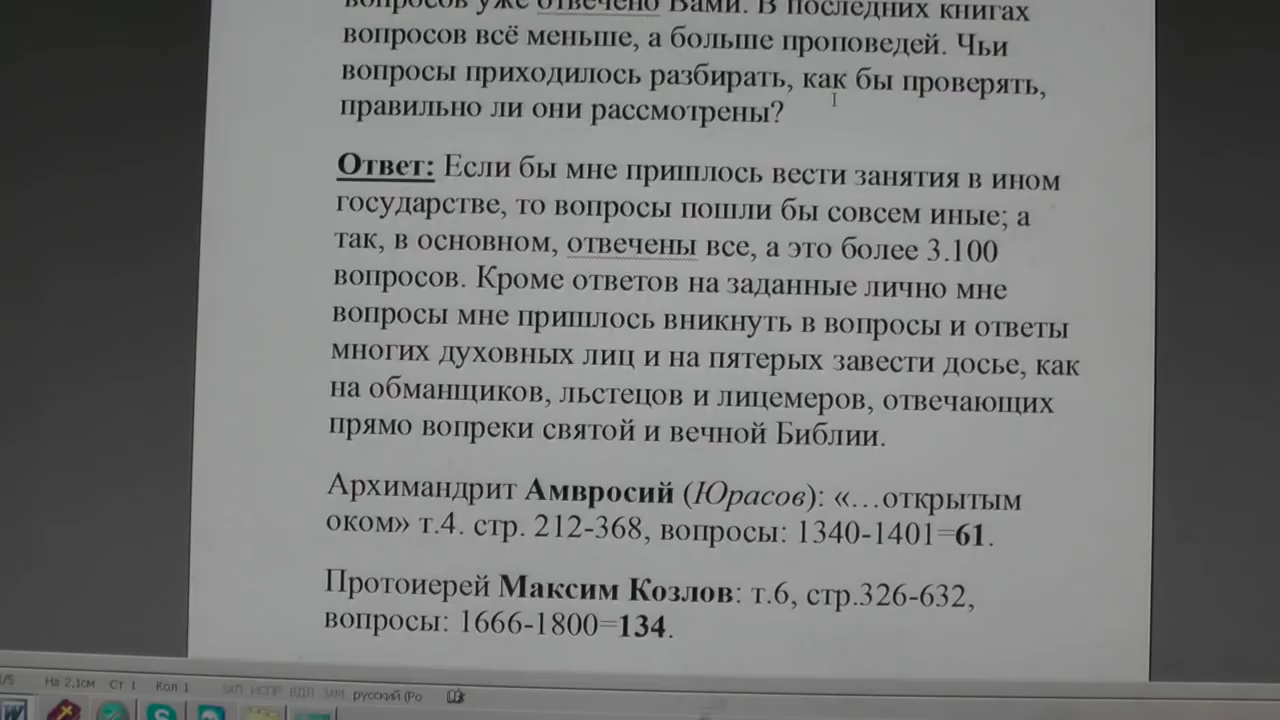 вопросов уже отвечено Вами. В последних книгах
вопросов всё меньше, а больше проповедей. Чьи
вопросы приходилось разбирать, как бы проверять,
правильно ли они рассмотрены?
Ответ: Если бы мне пришлось вести занятия в ином
государстве, то вопросы пошли бы совсем иные; а
так, в основном, отвечены все, а это более 3.100
вопросов. Кроме ответов на заданные лично мне
вопросы мне пришлось вникнуть в вопросы и ответы
многих духовных лиц и на пятерых завести досье, как
на обманщиков, льстецов и лицемеров, отвечающих
прямо вопреки святой и вечной Библии.
Архимандрит Амвросий (Юрасов): «…открытым
оком» т.4. стр. 212-368, вопросы: 1340-1401=61.
Протоиерей Максим Козлов: т.6, стр.326-632,
вопросы: 1666-1800=134.
1/5 На 2,1см Ст 1 Кол 1 ЗАП ИСПР ВДЛ ЗАМ русский (Ро